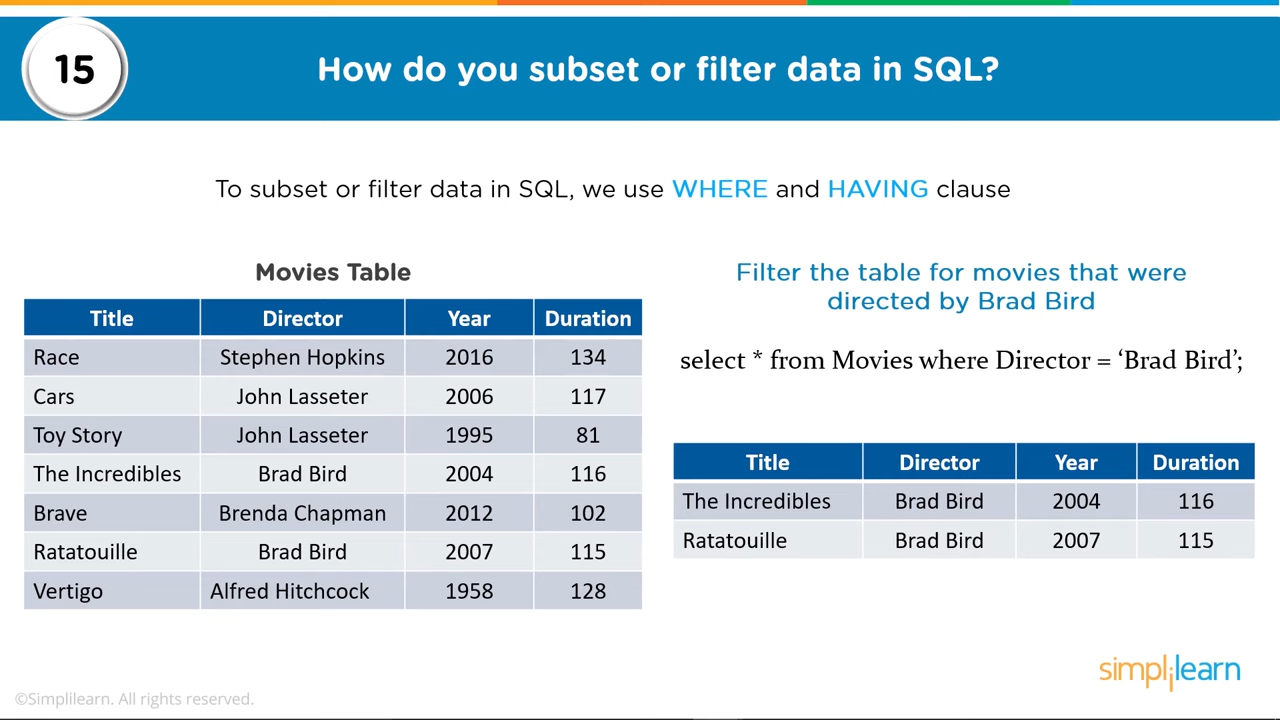 15
How do you subset or filter data in SQL?
To subset or filter data in SQL, we use WHERE and HAVING clause
Movies Table
Title Director Year Duration
Race Stephen Hopkins 2016 134
Cars John Lasseter 2006 117
Toy Story John Lasseter 1995 81
The Incredibles Brad Bird 2004 116
Brave Brenda Chapman 2012 102
Ratatouille Brad Bird 2007 115
Vertigo Alfred Hitchcock 1958 128
Filter the table for movies that were
directed by Brad Bird
select * from Movies where Director = ‘Brad Bird’;
Title Director Year Duration
The Incredibles Brad Bird 2004 116
Ratatouille Brad Bird 2007 115
simplilearn
©Simplilearn. All rights reserved.